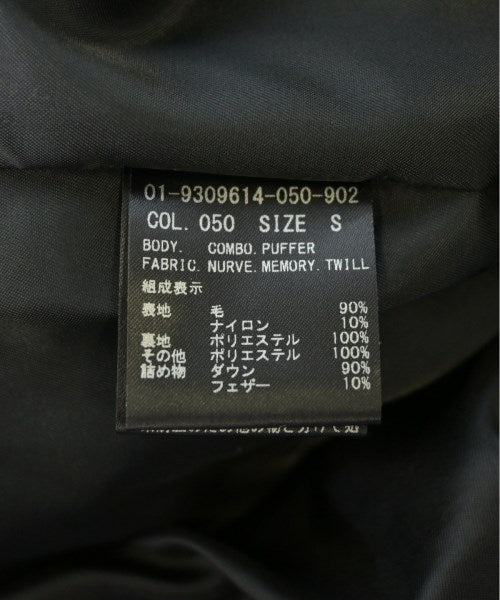 01-9309614-050-902
COL. 050 SIZE S
BODY. COMBO. PUFFER
FABRIC. NURVE. MEMORY. TWILL
組成表示
表地 毛 90%
ナイロン 10%
裏地 ポリエステル 100%
その他 ポリエステル 100%
詰め物 ダウン 90%
フェザー 10%